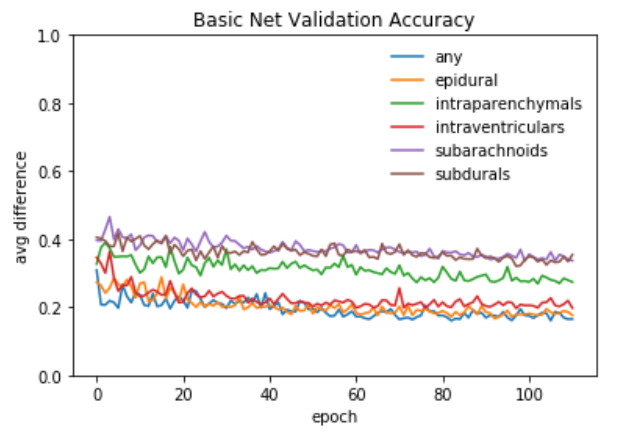 Basic Net Validation Accuracy
1.0
0.8
0.6
0.4
0.2
0.0
avg difference
any
epidural
intraparenchymals
intraventriculars
subarachnoids
subdurals
0 20 40 60 80 100
epoch